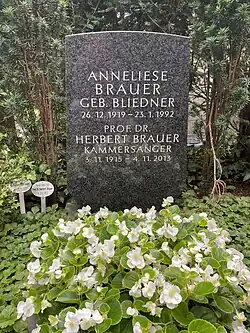 ANNELIESE
BRAUER
GEB. BLIEDNER
26. 12. 1919 – 23. 1. 1992
PROF. DR.
HERBERT BRAUER
KAMMERSÄNGER
3. 11. 1915 – 4. 11. 2013